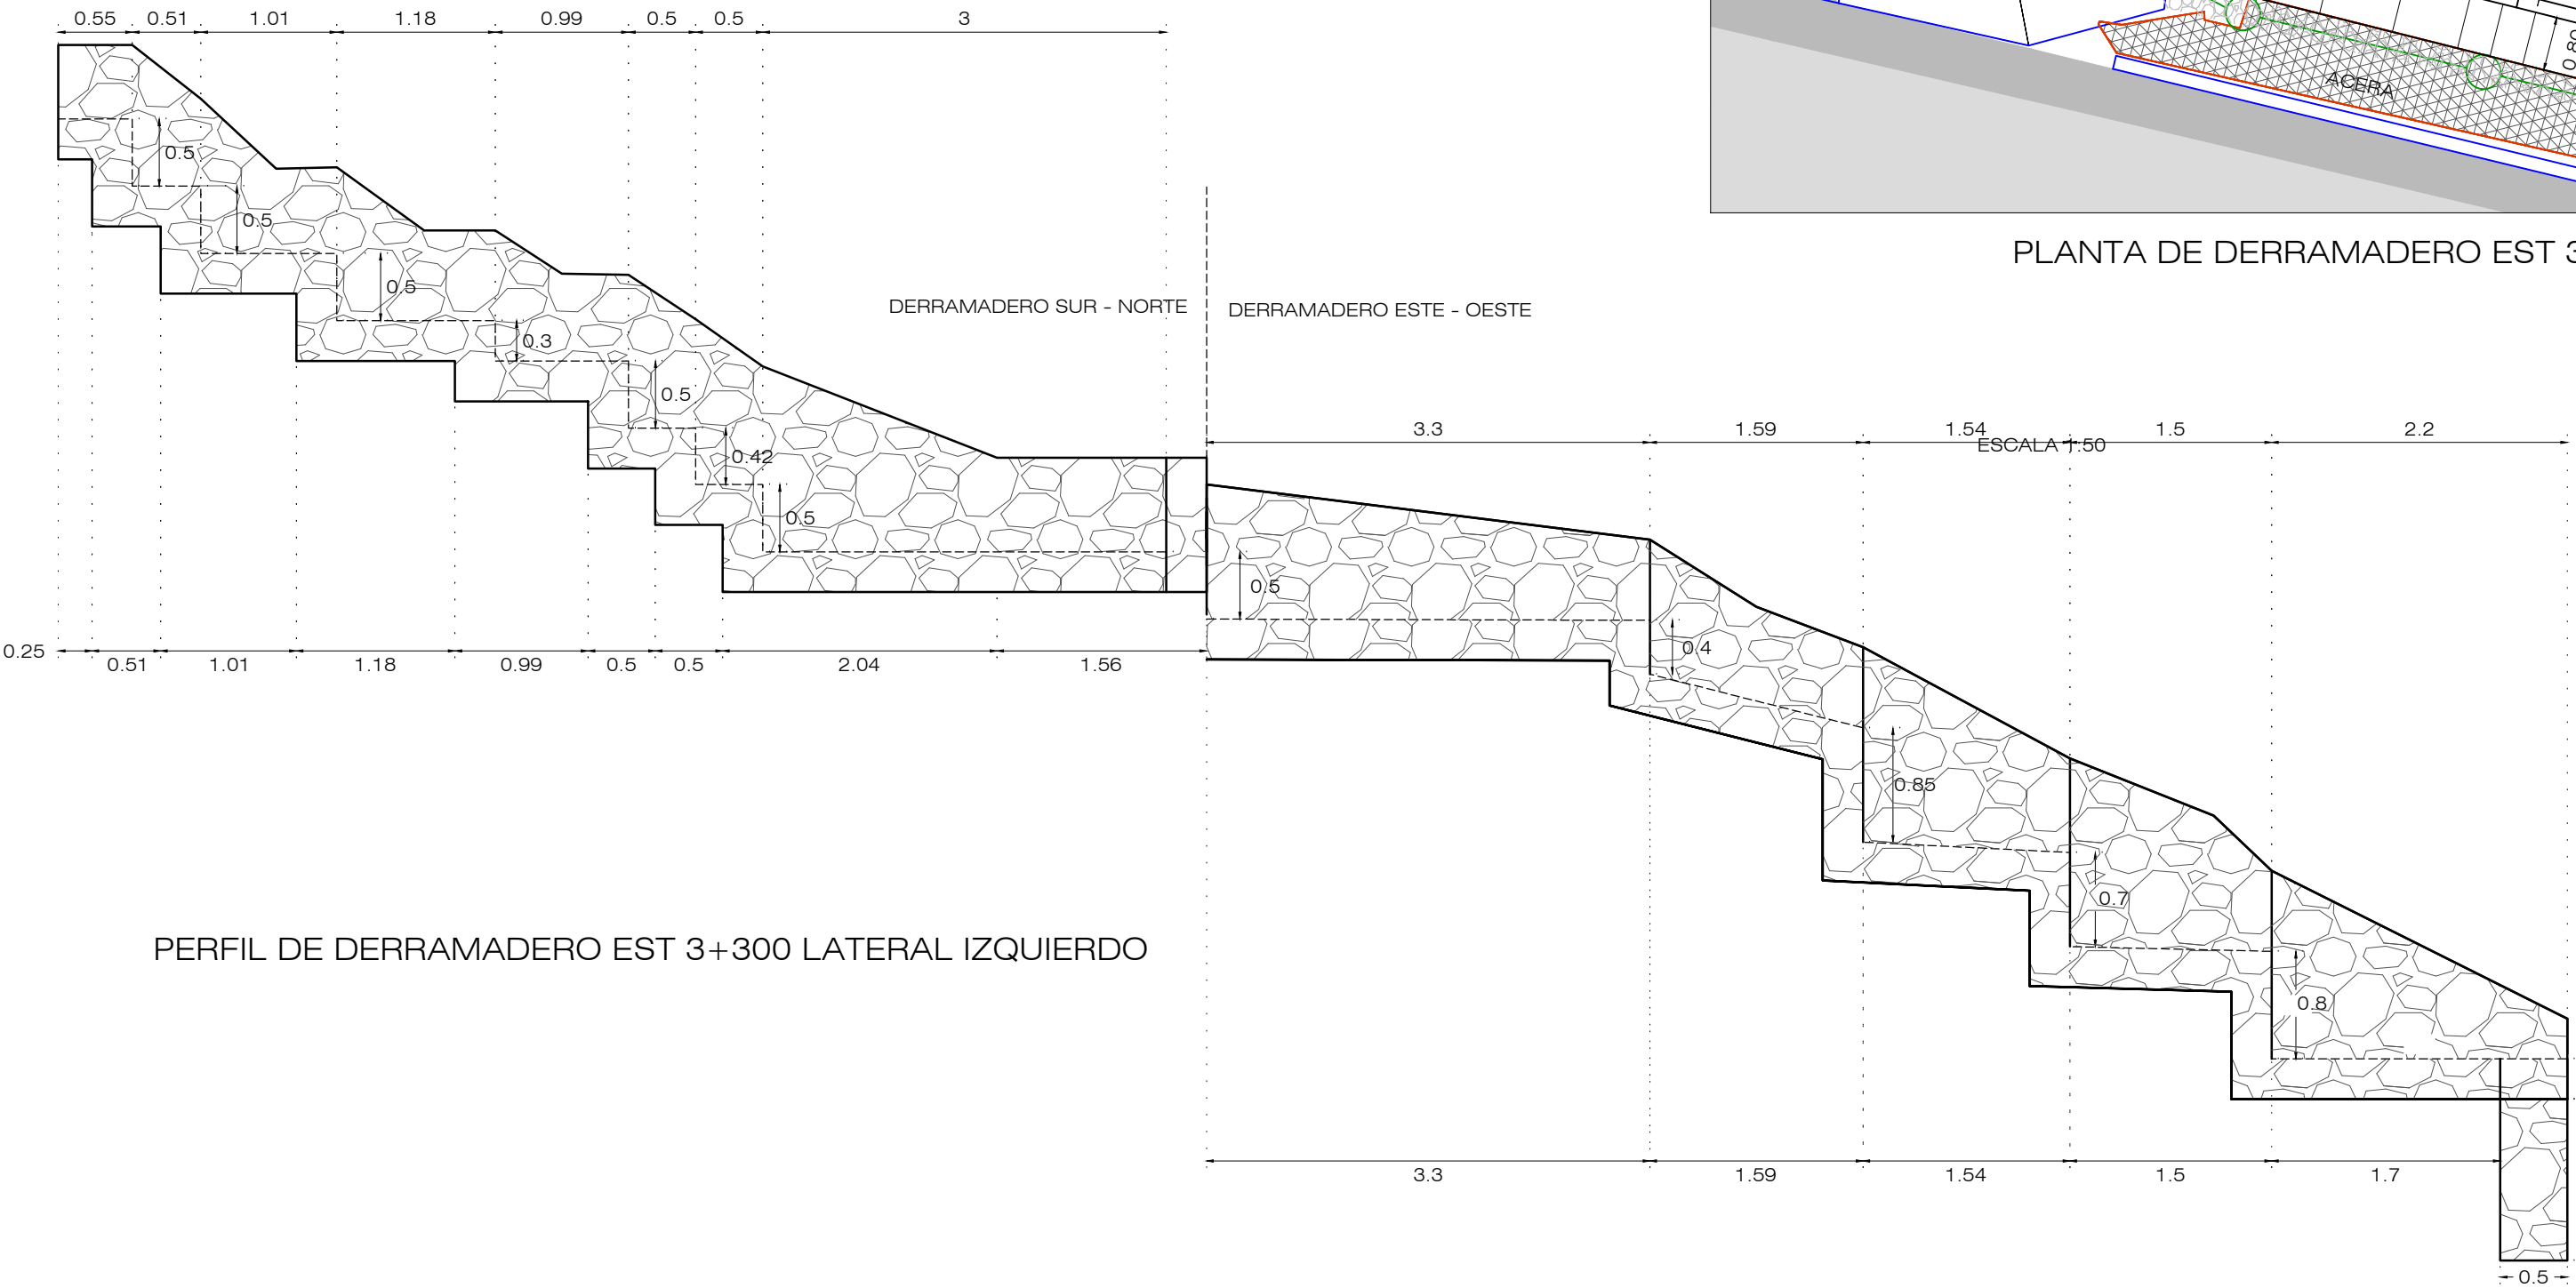 0.55 0.51 1.01 1.18 0.99 0.5 0.5 3
0.80
ACERA
0.5
0.5
0.5
0.3
0.5
0.42
0.5
PLANTA DE DERRAMADERO EST 3
DERRAMADERO SUR - NORTE
DERRAMADERO ESTE - OESTE
3.3 1.59 1.54 1.5 2.2
ESCALA 1:50
0.25 0.51 1.01 1.18 0.99 0.5 0.5 2.04 1.56
0.5
0.4
0.85
0.7
0.8
PERFIL DE DERRAMADERO EST 3+300 LATERAL IZQUIERDO
3.3 1.59 1.54 1.5 1.7
0.5